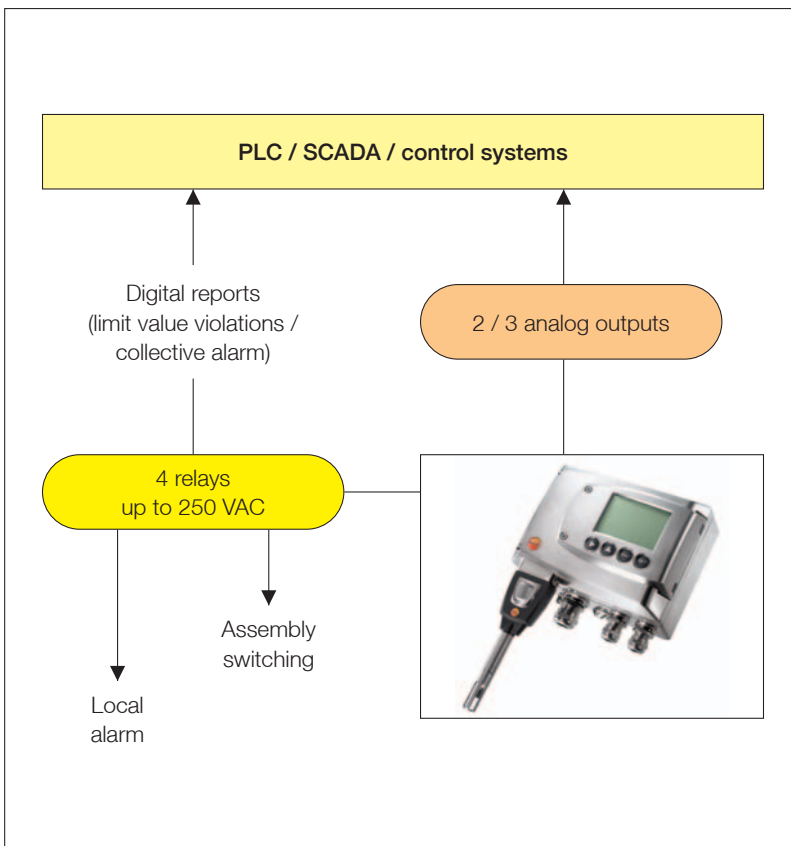 PLC / SCADA / control systems
Digital reports
(limit value violations /
collective alarm)
2 / 3 analog outputs
4 relays
up to 250 VAC
Assembly
switching
Local
alarm